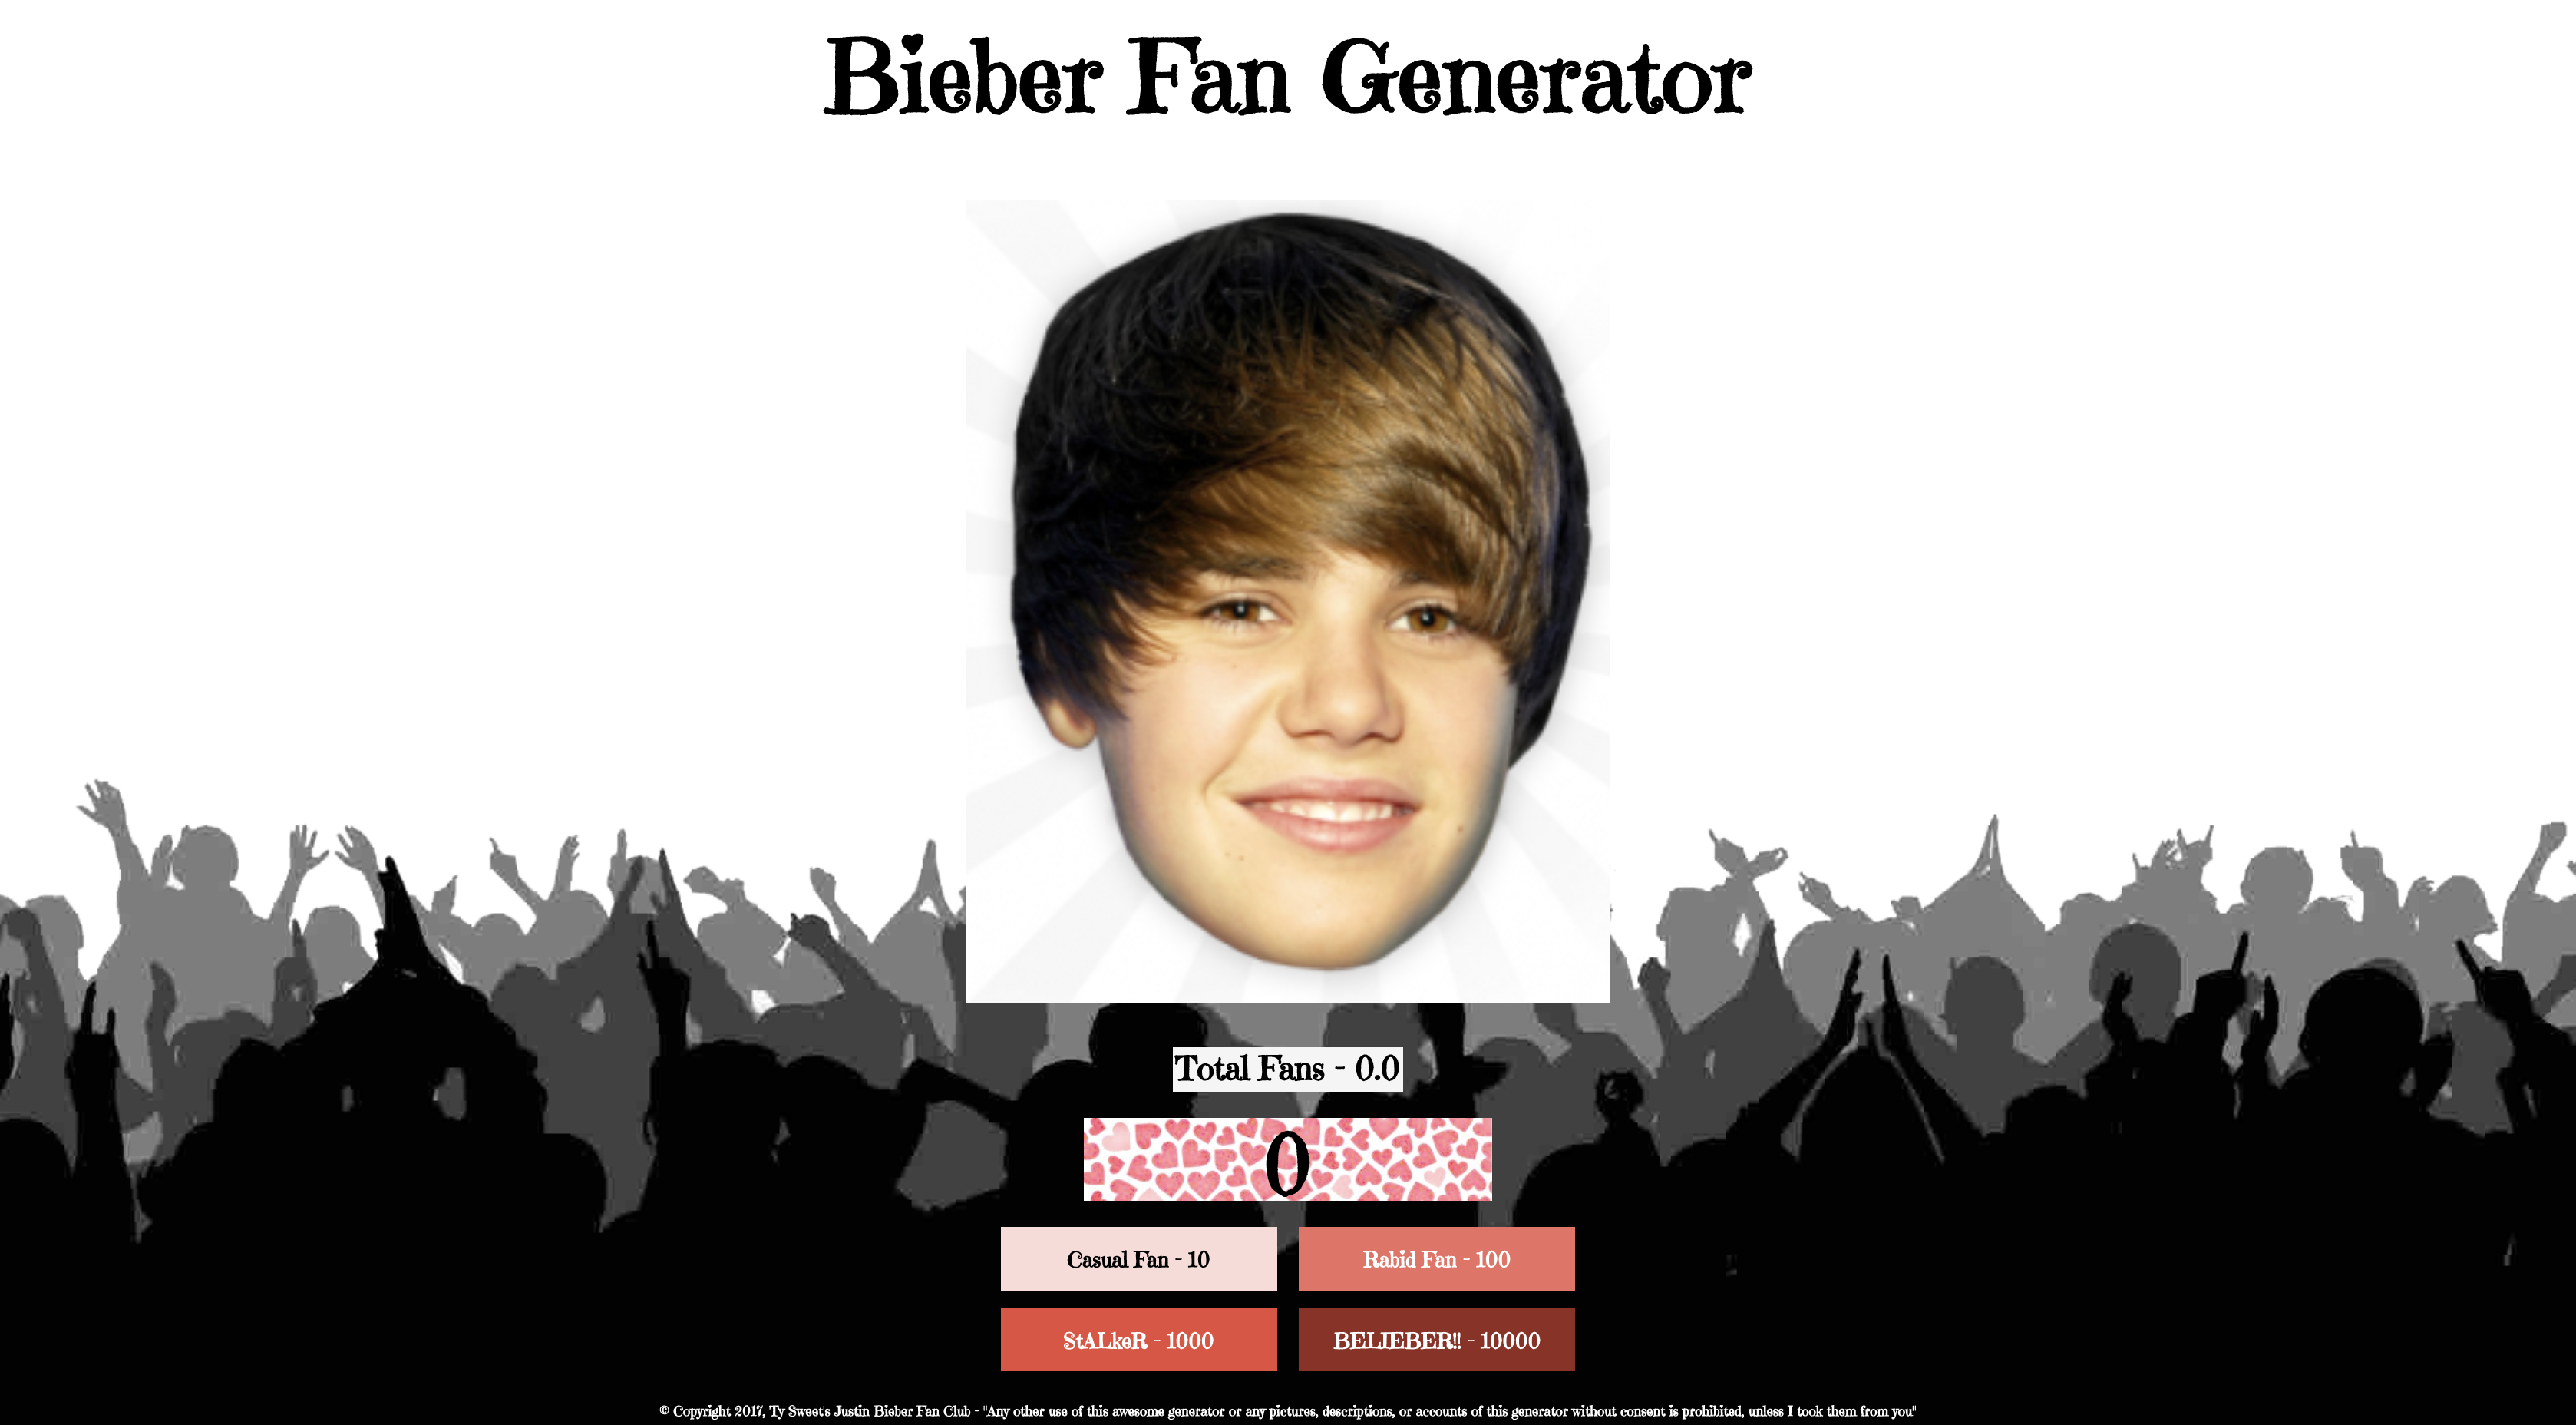 Bieber Fan Generator
Total Fans - 0.0
0
Casual Fan - 10
Rabid Fan - 100
StALkeR - 1000
BELIEBER!! - 10000
© Copyright 2017, Ty Sweet's Justin Bieber Fan Club - "Any other use of this awesome generator or any pictures, descriptions, or accounts of this generator without consent is prohibited, unless I took them from you"